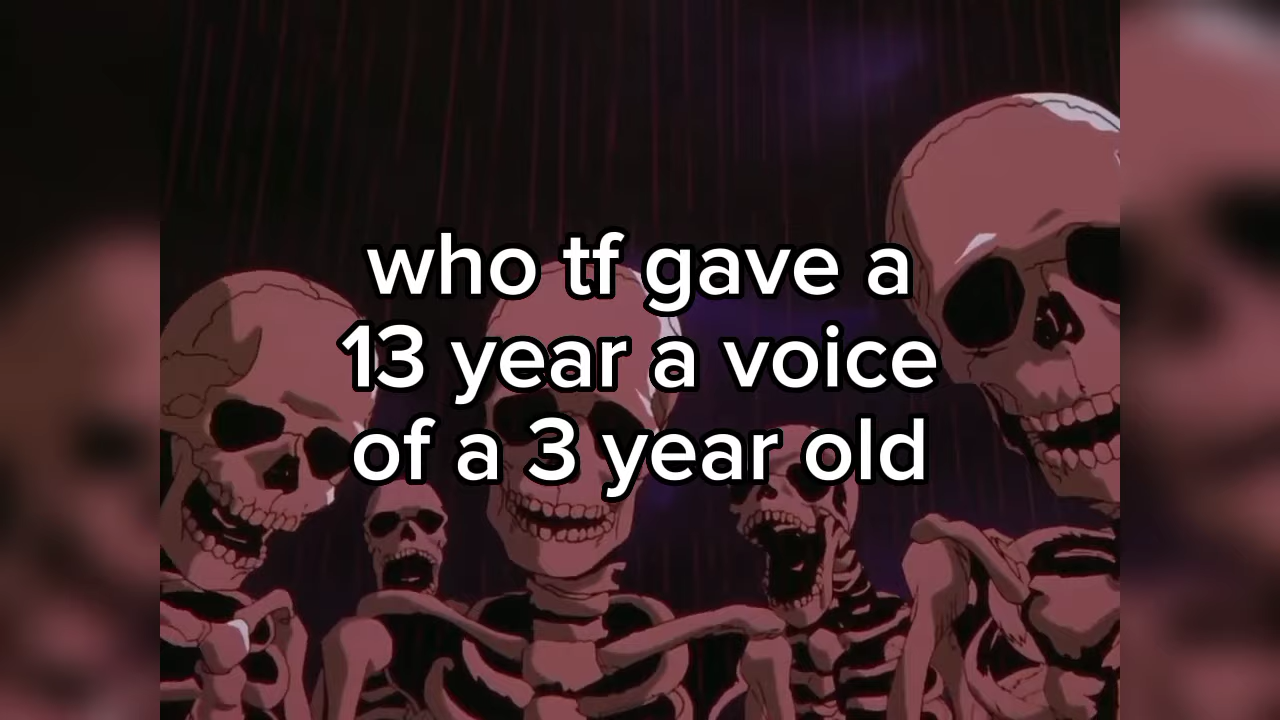 who tf gave a
13 year a voice
of a 3 year old